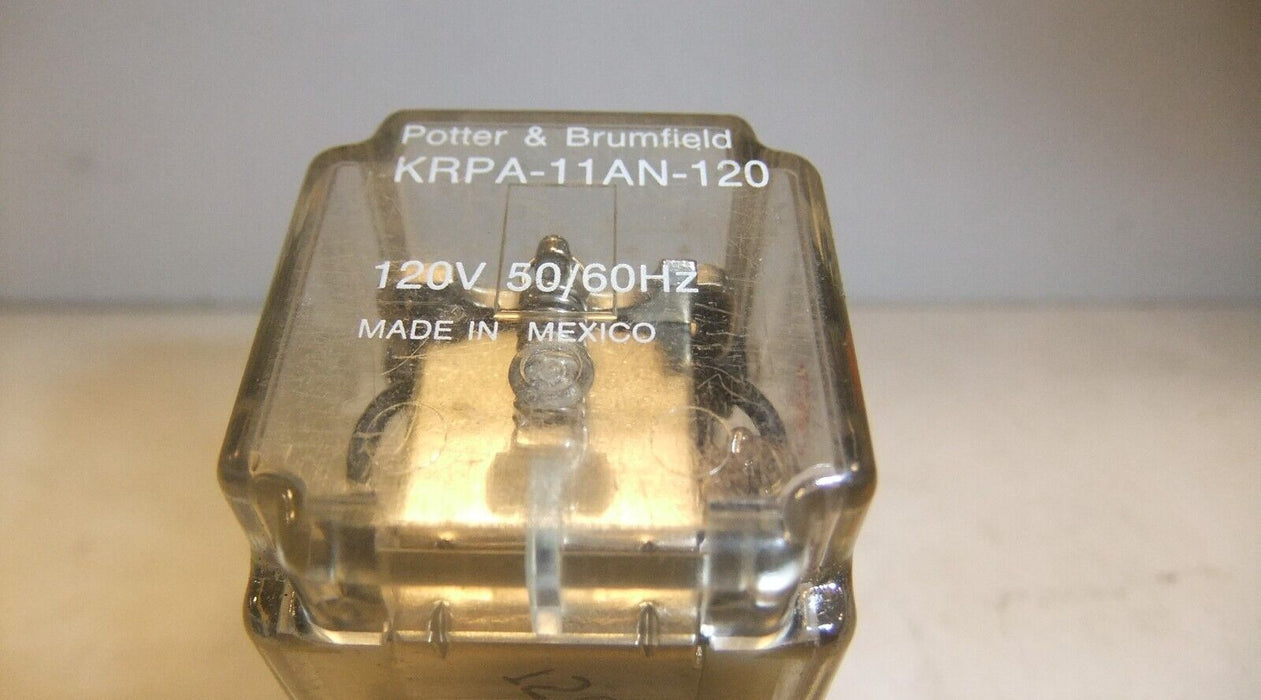 Potter & Brumfield
KRPA-11AN-120
120V 50/60Hz
MADE IN MEXICO